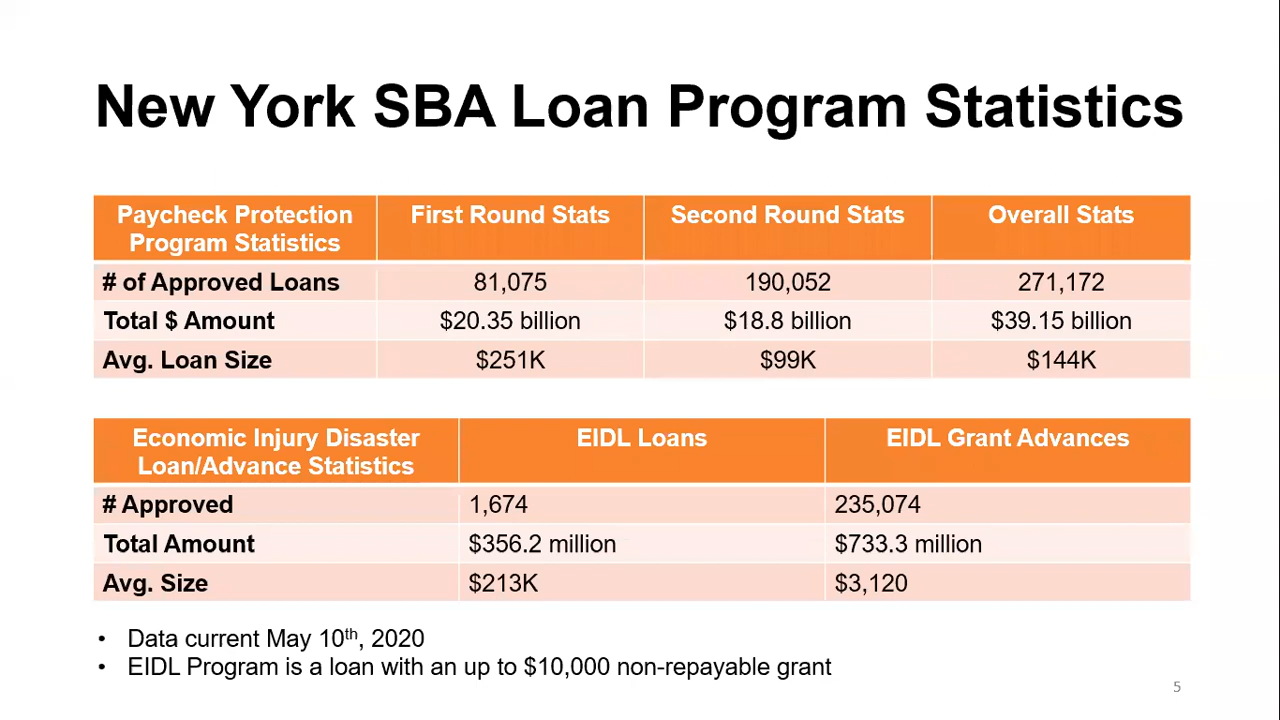 New York SBA Loan Program Statistics
Paycheck Protection
Program Statistics
First Round Stats
Second Round Stats
Overall Stats
# of Approved Loans
81,075
190,052
271,172
Total $ Amount
$20.35 billion
$18.8 billion
$39.15 billion
Avg. Loan Size
$251K
$99K
$144K
Economic Injury Disaster
Loan/Advance Statistics
EIDL Loans
EIDL Grant Advances
# Approved
1,674
235,074
Total Amount
$356.2 million
$733.3 million
Avg. Size
$213K
$3,120
• Data current May 10th, 2020
• EIDL Program is a loan with an up to $10,000 non-repayable grant
5